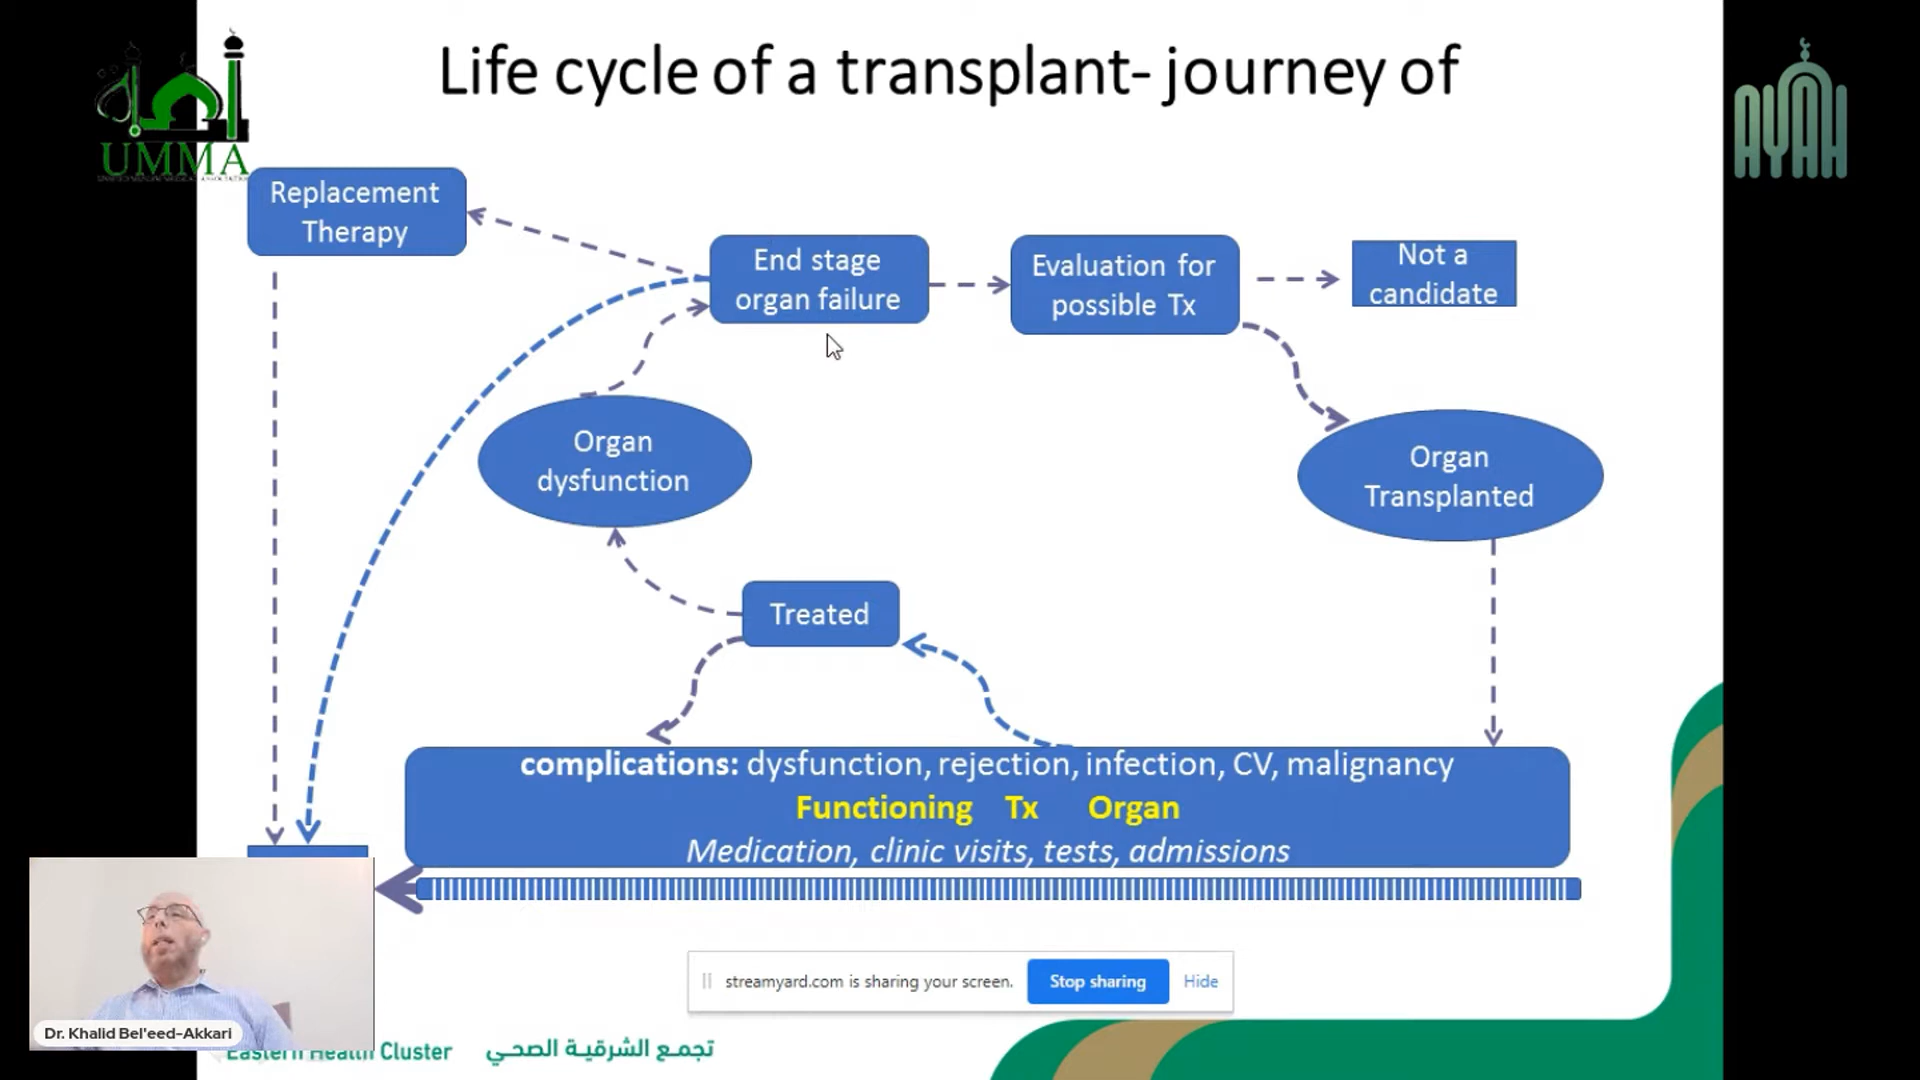 Life cycle of a transplant- journey of
UMMA
AYAH
Replacement
Therapy
End stage
organ failure
Evaluation for
possible Tx
Not a
candidate
Organ
dysfunction
Organ
Transplanted
Treated
complications: dysfunction, rejection, infection, CV, malignancy
Functioning Tx Organ
Medication, clinic visits, tests, admissions
streamyard.com is sharing your screen.
Stop sharing
Hide
Dr. Khalid Bel'eed-Akkari
Eastern Health Cluster
تجمع الشرقية الصحي